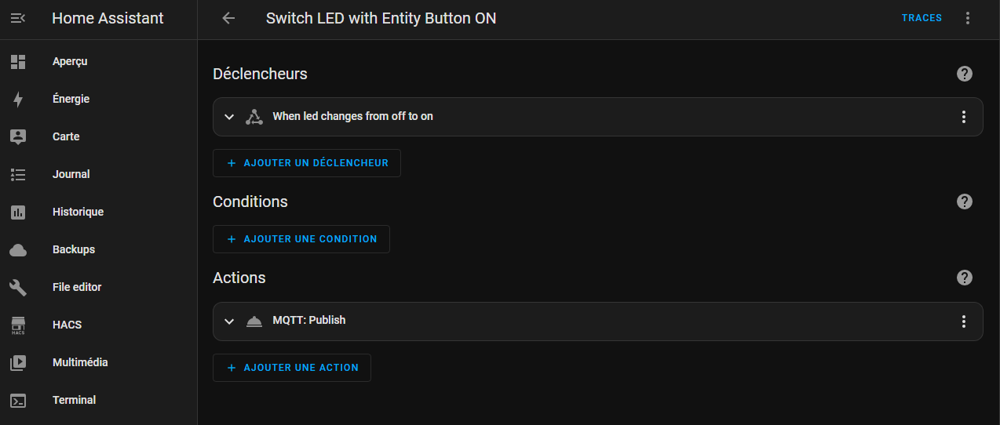 Home Assistant
Switch LED with Entity Button ON
TRACES
Aperçu
Énergie
Carte
Journal
Historique
Backups
File editor
HACS
HACS
Multimédia
Terminal
Déclencheurs
When led changes from off to on
+ AJOUTER UN DÉCLENCHEUR
Conditions
+ AJOUTER UNE CONDITION
Actions
MQTT: Publish
+ AJOUTER UNE ACTION